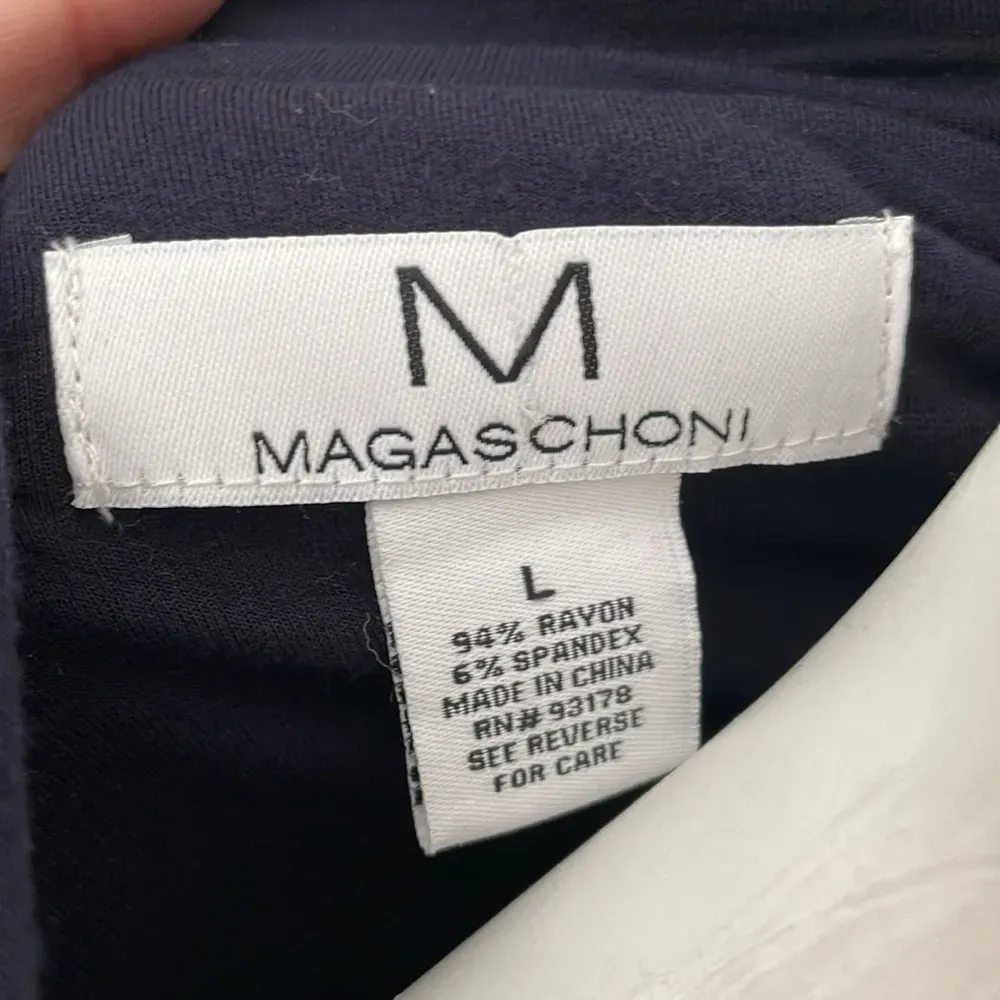 M
MAGASCHONI
L
94% RAYON
6% SPANDEX
MADE IN CHINA
RN# 93178
SEE REVERSE
FOR CARE